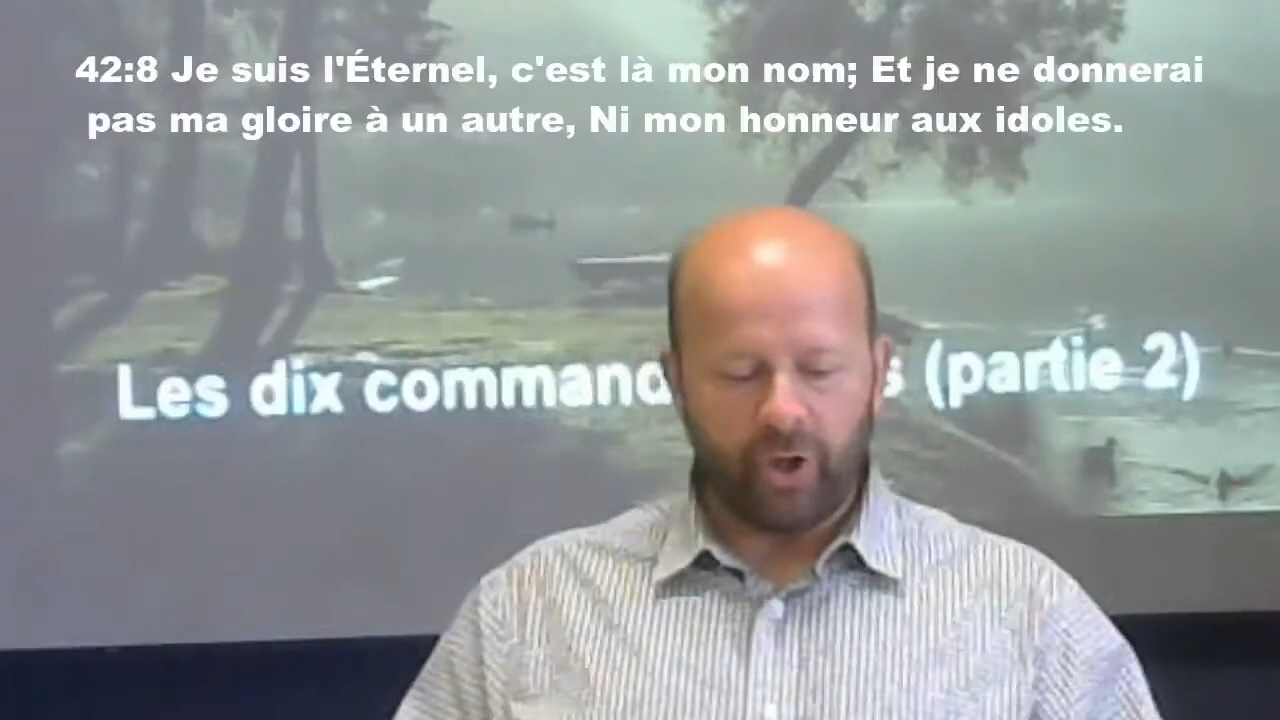 42:8 Je suis l'Éternel, c'est là mon nom; Et je ne donnerai
pas ma gloire à un autre, Ni mon honneur aux idoles.
Les dix command s (partie 2)